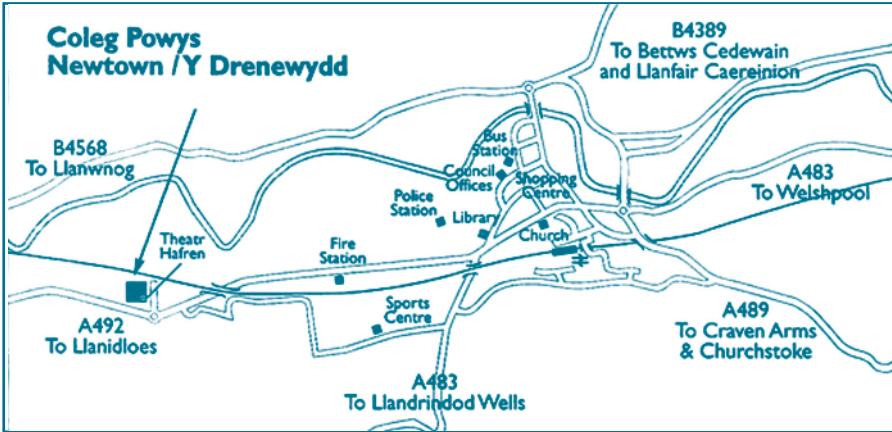 Coleg Powys
Newtown / Y Drenewydd
B4389
To Bettws Cedewain
and Llanfair Caereinion
B4568
To Llanwnog
Bus
Station
Council
Offices
Shopping
Centre
A483
To Welshpool
Police
Station
Library
Church
Theatr
Hafren
Fire
Station
Sports
Centre
A492
To Llanidloes
A489
To Craven Arms
& Churchstoke
A483
To Llandrindod Wells